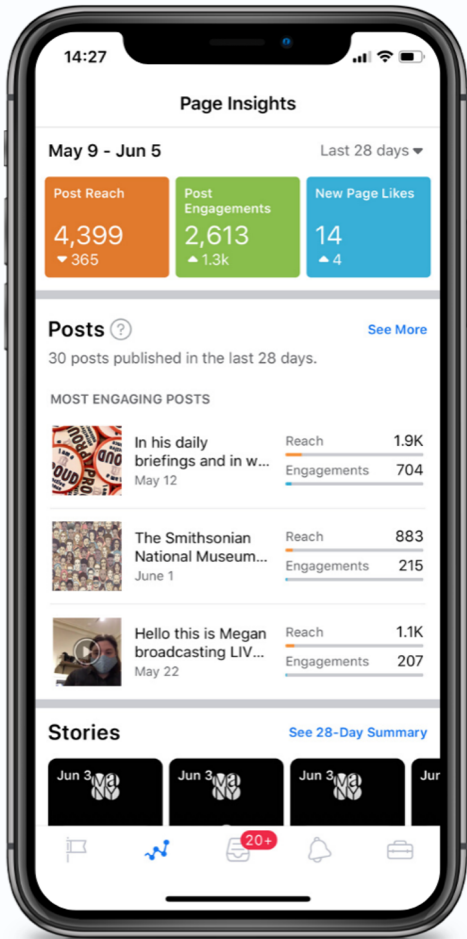 14:27
Page Insights
May 9 - Jun 5
Last 28 days
Post Reach
4,399
365
Post
Engagements
2,613
1.3k
New Page Likes
14
4
Posts ?
See More
30 posts published in the last 28 days.
MOST ENGAGING POSTS
In his daily
briefings and in w...
May 12
Reach 1.9K
Engagements 704
The Smithsonian
National Museum...
June 1
Reach 883
Engagements 215
Hello this is Megan
broadcasting LIV...
May 22
Reach 1.1K
Engagements 207
Stories
See 28-Day Summary
Jun 3
MaNY
Jun 3
MaNY
Jun 3
MaNY
Jur
20+